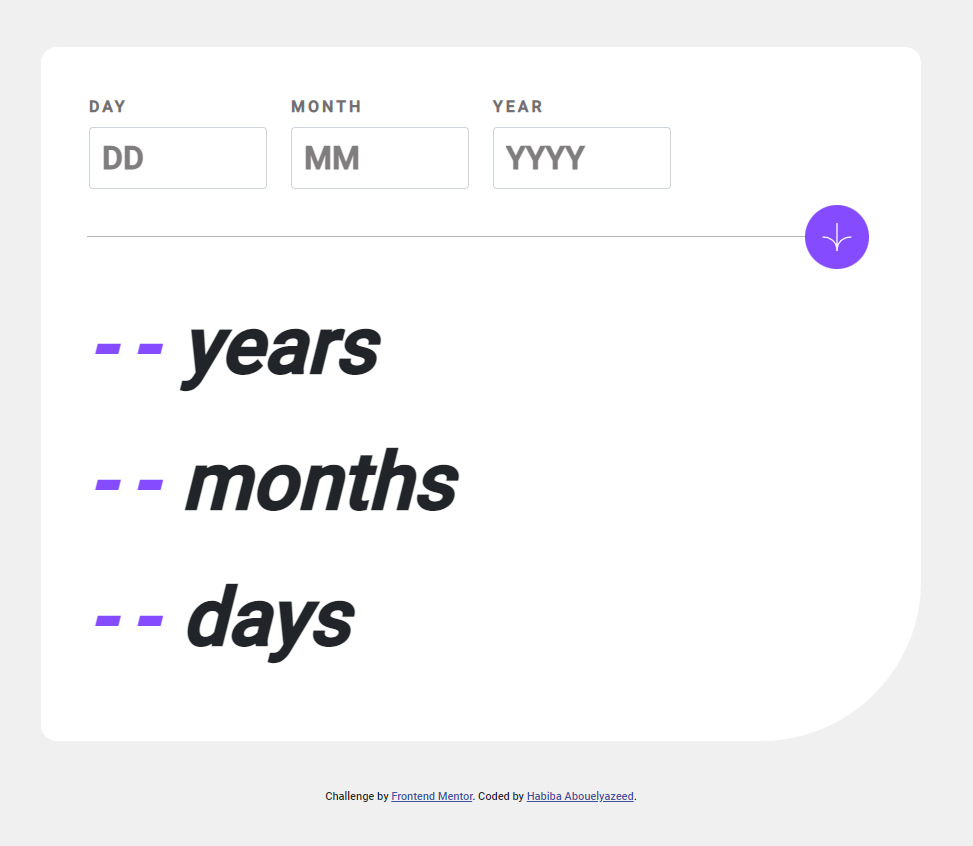 DAY MONTH YEAR
DD MM YYYY
-- years
-- months
-- days
Challenge by Frontend Mentor. Coded by Habiba Abouelyazeed.